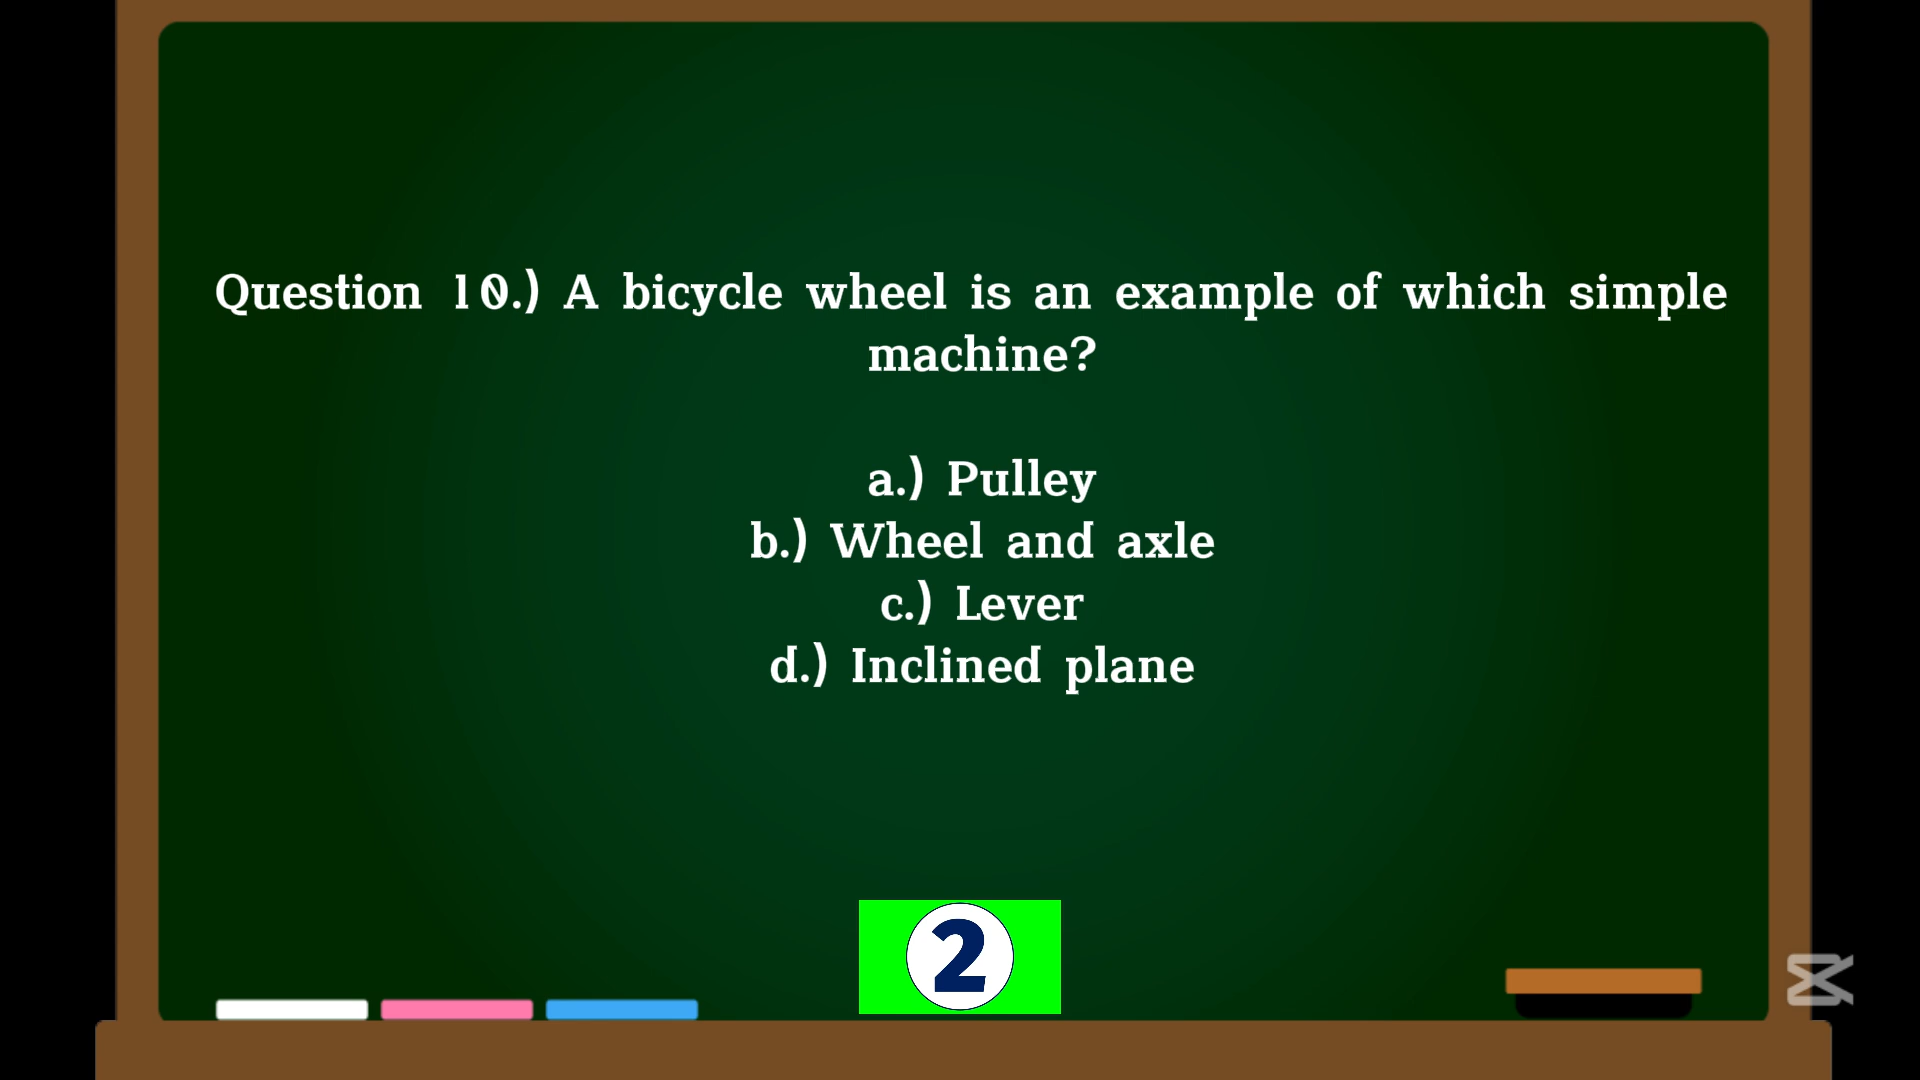 Question 10.) A bicycle wheel is an example of which simple
machine?
a.) Pulley
b.) Wheel and axle
c.) Lever
d.) Inclined plane
2